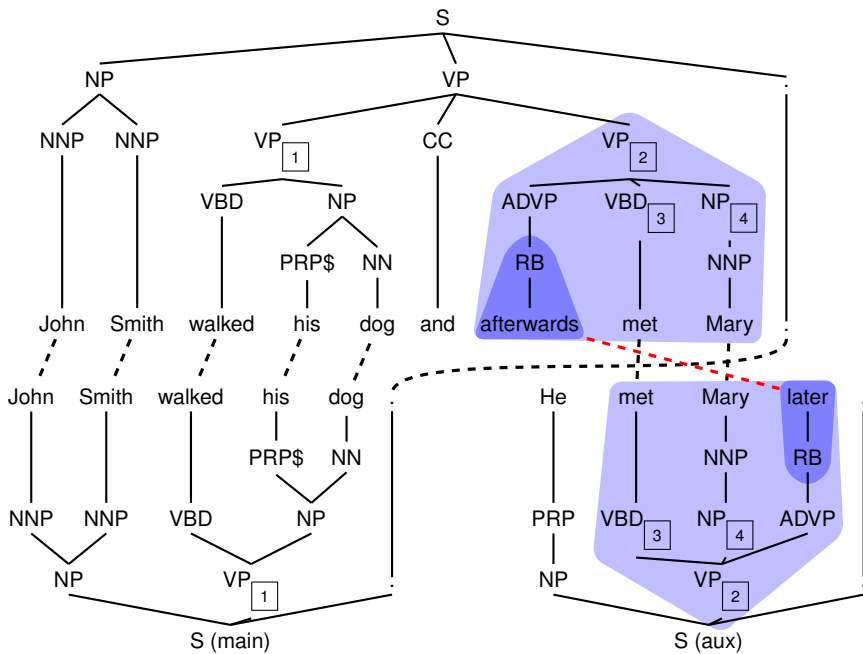 S
NP VP .
NNP NNP VP 1 CC VP 2
VBD NP ADVP VBD 3 NP 4
PRP$ NN RB NNP
John Smith walked his dog and afterwards met Mary .
John Smith walked his dog . He met Mary later .
PRP$ NN NNP RB
NNP NNP VBD NP PRP VBD 3 NP 4 ADVP
NP VP 1 . NP VP 2 .
S (main) S (aux)